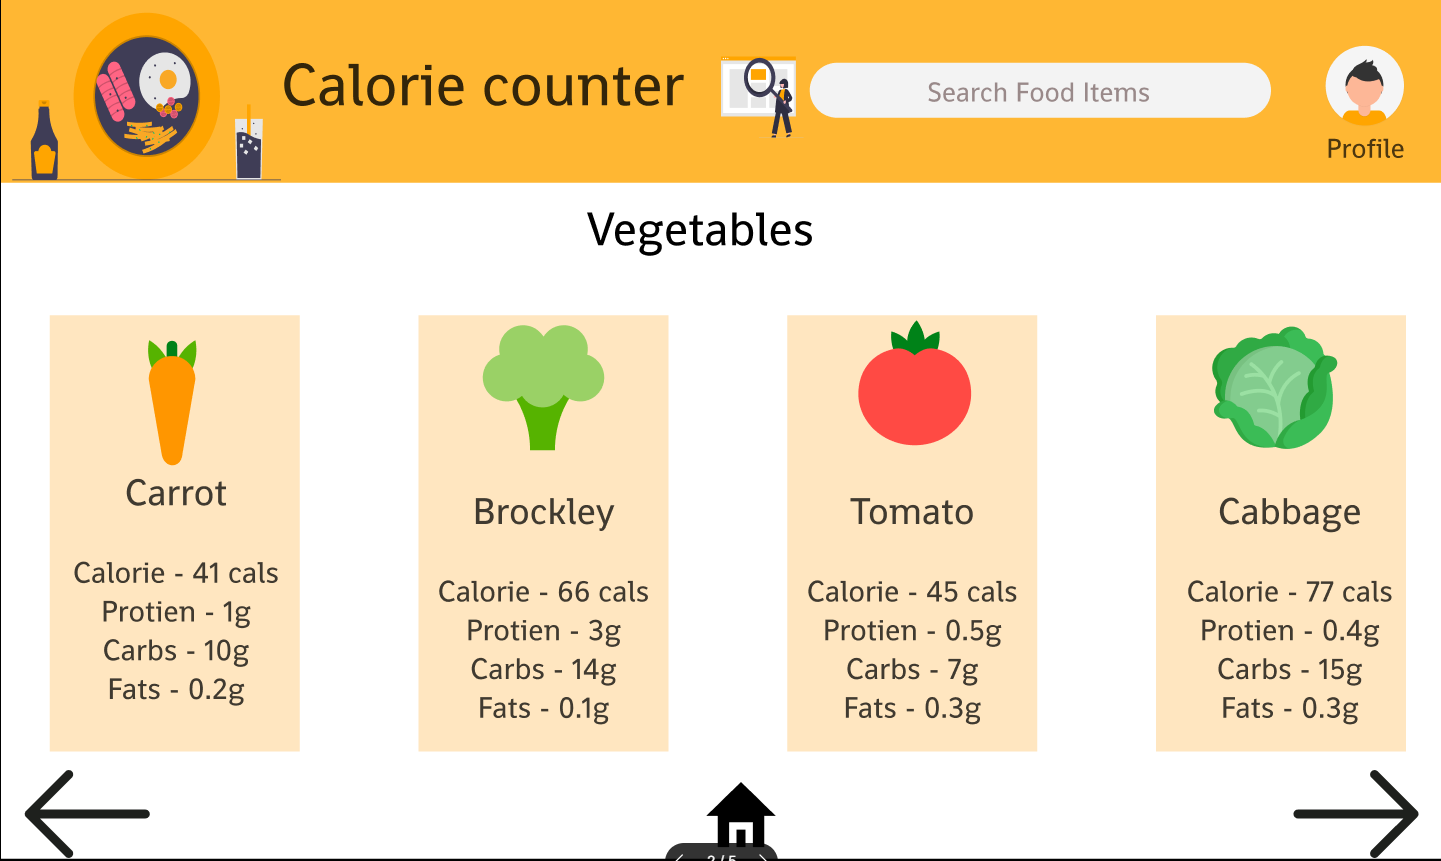 Calorie counter
Search Food Items
Profile
Vegetables
Carrot
Calorie - 41 cals
Protien - 1g
Carbs - 10g
Fats - 0.2g
Brockley
Calorie - 66 cals
Protien - 3g
Carbs - 14g
Fats - 0.1g
Tomato
Calorie - 45 cals
Protien - 0.5g
Carbs - 7g
Fats - 0.3g
Cabbage
Calorie - 77 cals
Protien - 0.4g
Carbs - 15g
Fats - 0.3g
2 / 5